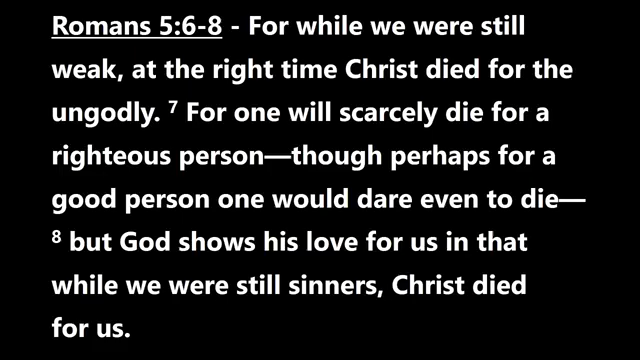 Romans 5:6-8 - For while we were still
weak, at the right time Christ died for the
ungodly. 7 For one will scarcely die for a
righteous person—though perhaps for a
good person one would dare even to die—
8 but God shows his love for us in that
while we were still sinners, Christ died
for us.